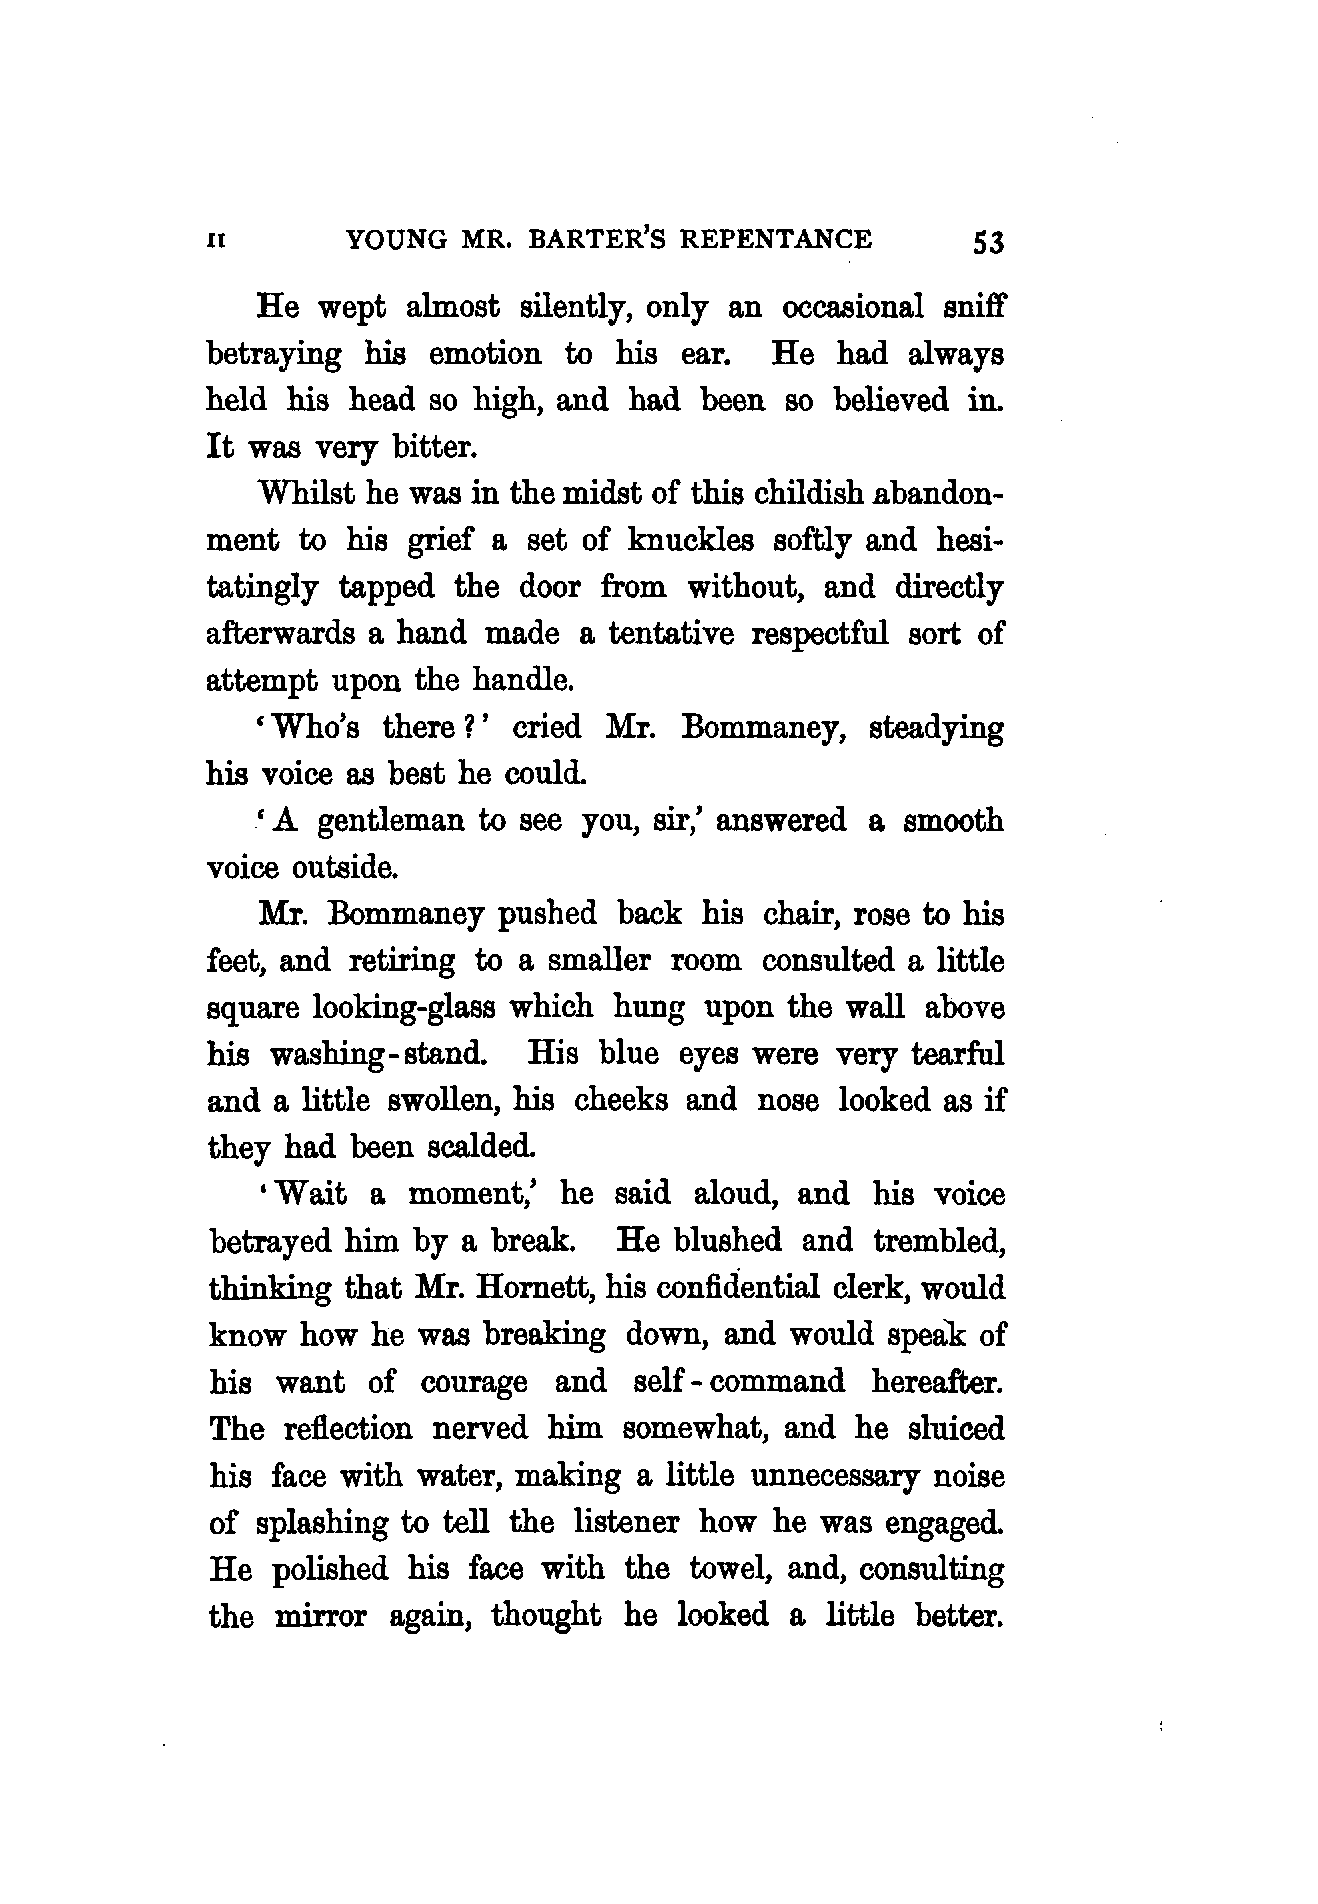 II YOUNG MR. BARTER'S REPENTANCE 53
He wept almost silently, only an occasional sniff
betraying his emotion to his ear. He had always
held his head so high, and had been so believed in.
It was very bitter.
Whilst he was in the midst of this childish abandon-
ment to his grief a set of knuckles softly and hesi-
tatingly tapped the door from without, and directly
afterwards a hand made a tentative respectful sort of
attempt upon the handle.
‘Who’s there?’ cried Mr. Bommaney, steadying
his voice as best he could.
‘A gentleman to see you, sir,’ answered a smooth
voice outside.
Mr. Bommaney pushed back his chair, rose to his
feet, and retiring to a smaller room consulted a little
square looking-glass which hung upon the wall above
his washing-stand. His blue eyes were very tearful
and a little swollen, his cheeks and nose looked as if
they had been scalded.
‘Wait a moment,’ he said aloud, and his voice
betrayed him by a break. He blushed and trembled,
thinking that Mr. Hornett, his confidential clerk, would
know how he was breaking down, and would speak of
his want of courage and self-command hereafter.
The reflection nerved him somewhat, and he sluiced
his face with water, making a little unnecessary noise
of splashing to tell the listener how he was engaged.
He polished his face with the towel, and, consulting
the mirror again, thought he looked a little better.